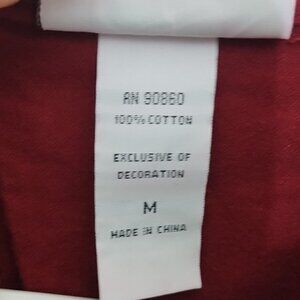 RN 90860
100% COTTON
EXCLUSIVE OF
DECORATION
M
MADE IN CHINA